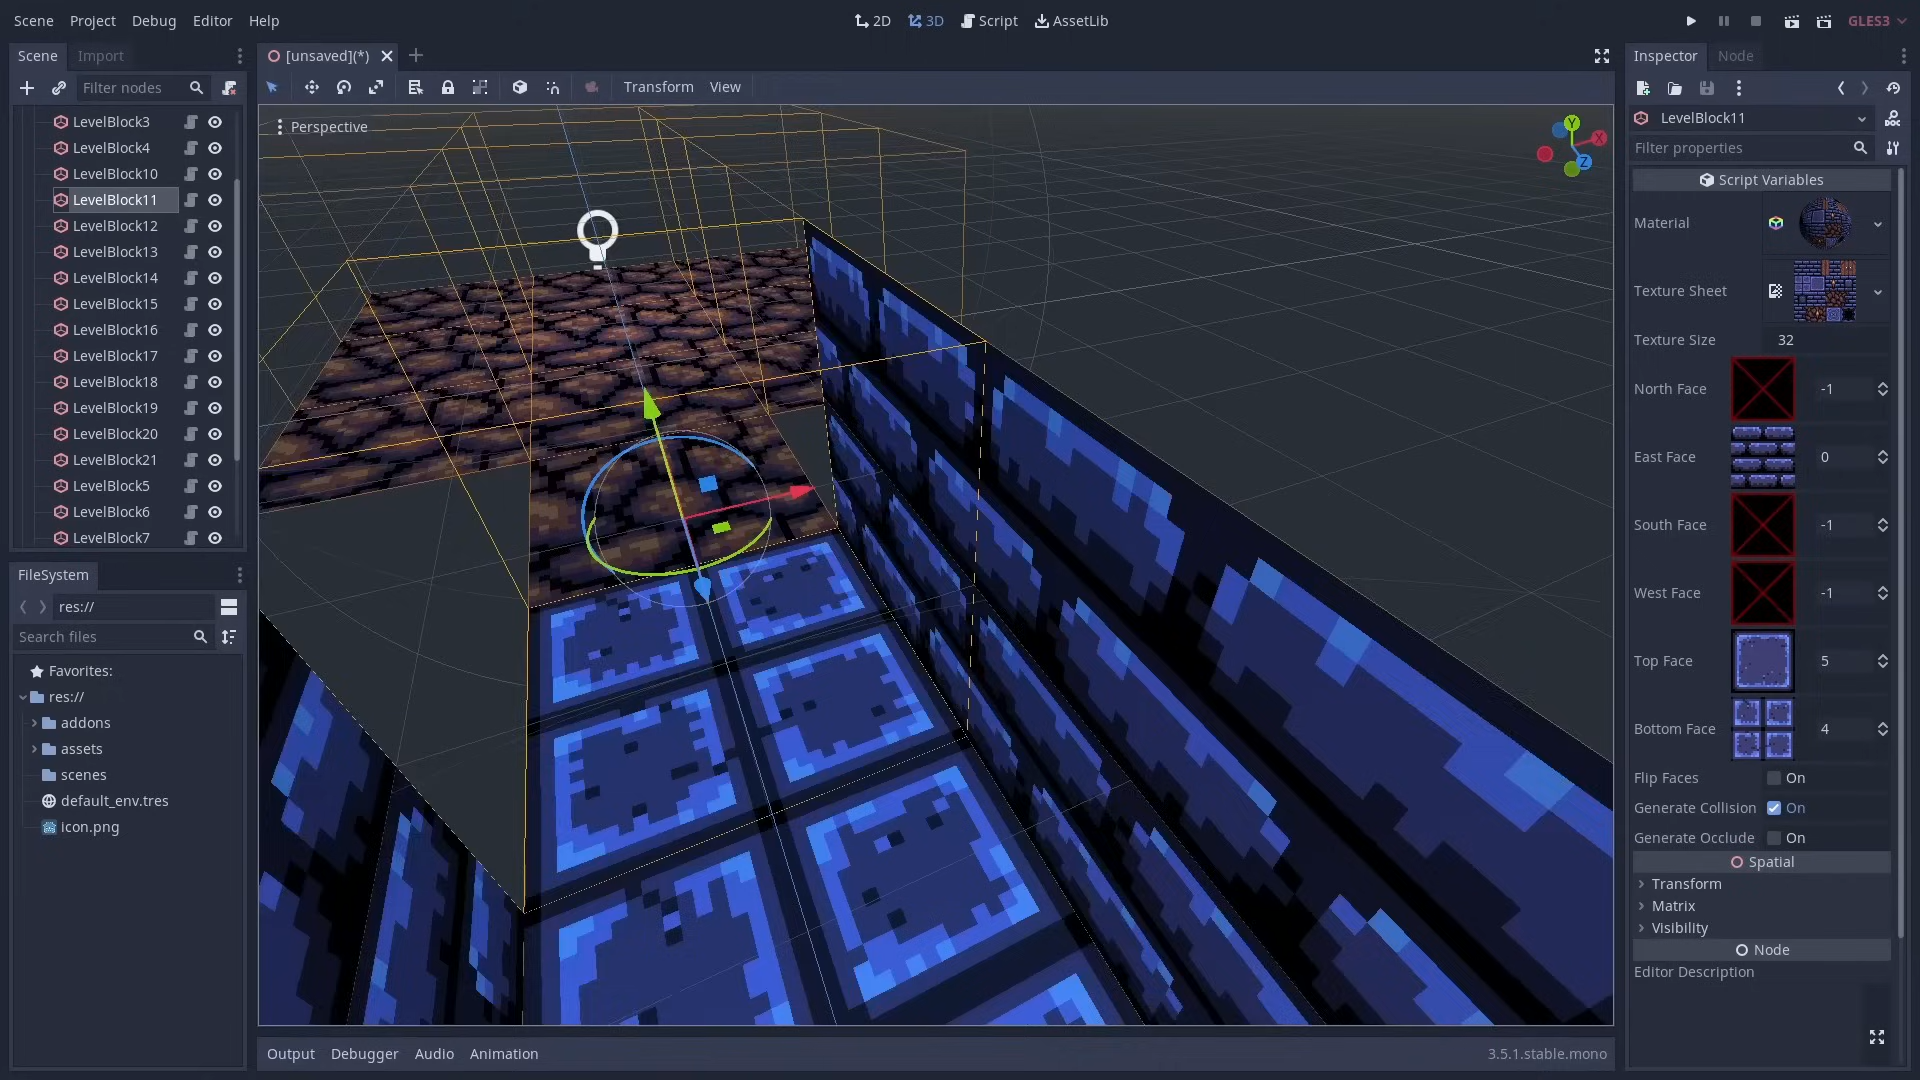 Scene Project Debug Editor Help
2D 3D Script AssetLib
GLES3
Scene Import
[unsaved](*)
Inspector Node
Filter nodes
Transform View
LevelBlock3
LevelBlock4
LevelBlock10
LevelBlock11
LevelBlock12
LevelBlock13
LevelBlock14
LevelBlock15
LevelBlock16
LevelBlock17
LevelBlock18
LevelBlock19
LevelBlock20
LevelBlock21
LevelBlock5
LevelBlock6
LevelBlock7
FileSystem
res://
Search files
Favorites:
res://
addons
assets
scenes
default_env.tres
icon.png
Perspective
Y
X
Z
Output Debugger Audio Animation
3.5.1.stable.mono
LevelBlock11
Filter properties
Script Variables
Material
Texture Sheet
Texture Size 32
North Face -1
East Face 0
South Face -1
West Face -1
Top Face 5
Bottom Face 4
Flip Faces On
Generate Collision On
Generate Occlude On
Spatial
Transform
Matrix
Visibility
Node
Editor Description